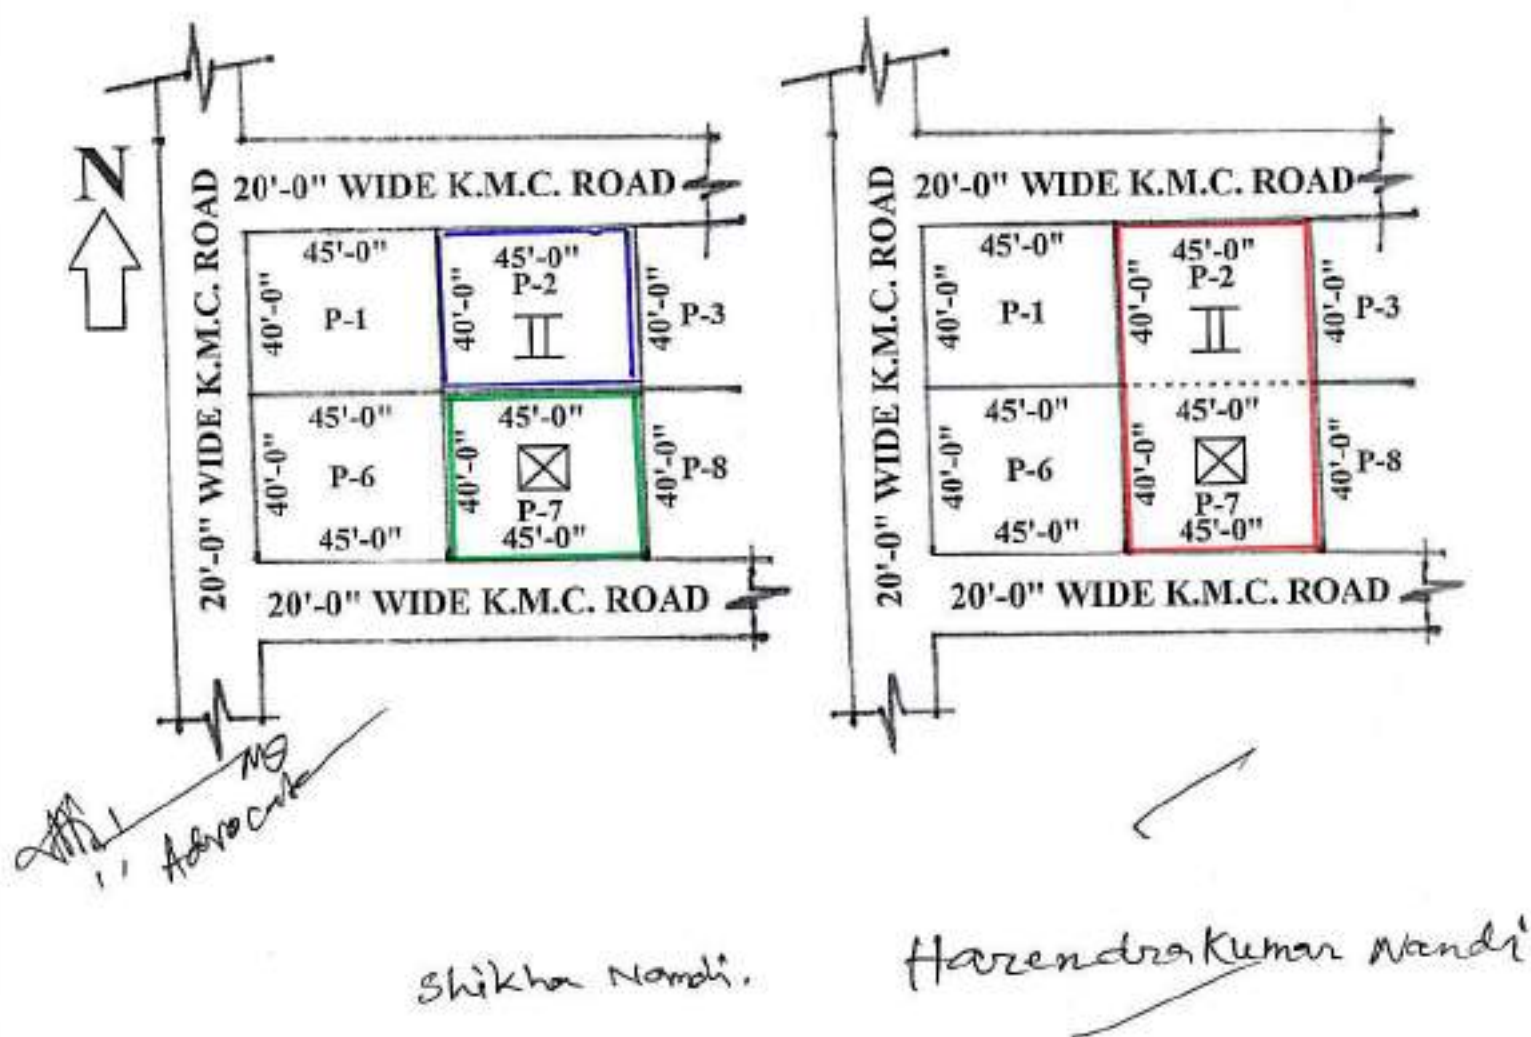 N
20'-0" WIDE K.M.C. ROAD
20'-0" WIDE K.M.C. ROAD
45'-0"
40'-0"
P-1
45'-0"
40'-0"
P-2
II
40'-0"
P-3
45'-0"
40'-0"
P-6
45'-0"
45'-0"
40'-0"
P-7
45'-0"
40'-0"
P-8
20'-0" WIDE K.M.C. ROAD
20'-0" WIDE K.M.C. ROAD
20'-0" WIDE K.M.C. ROAD
45'-0"
40'-0"
P-1
45'-0"
40'-0"
P-2
II
40'-0"
P-3
45'-0"
40'-0"
P-6
45'-0"
45'-0"
40'-0"
P-7
45'-0"
40'-0"
P-8
20'-0" WIDE K.M.C. ROAD
Advocate
Shikha Nandi.
Harendra Kumar Nandi